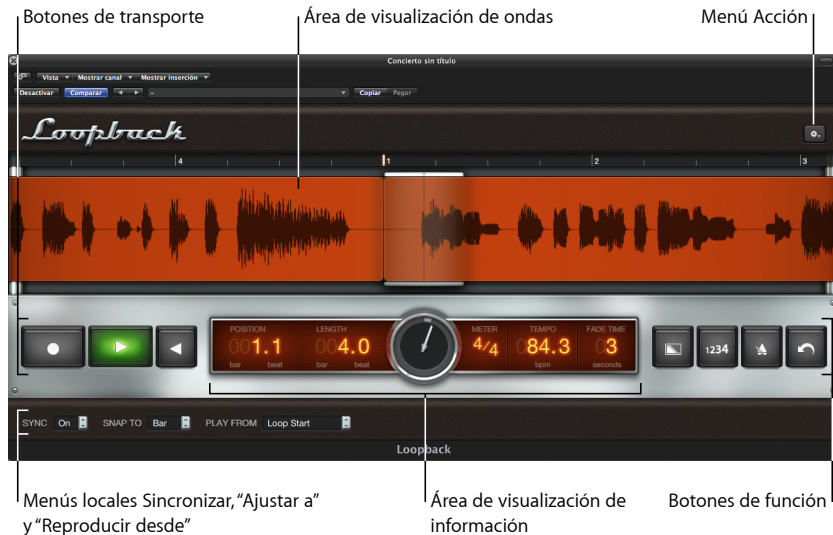 Botones de transporte
Área de visualización de ondas
Menú Acción
Concierto sin título
Vista Mostrar canal Mostrar inserción
Desactivar Comparar - Copiar Pegar
Loopback
4 1 2 3
POSITION LENGTH METER TEMPO FADE TIME
001.1 004.0 4/4 084.3 03
bar beat bar beat bpm seconds
1234
SYNC On SNAP TO Bar PLAY FROM Loop Start
Loopback
Menús locales Sincronizar, “Ajustar a”
y “Reproducir desde”
Área de visualización de
información
Botones de función